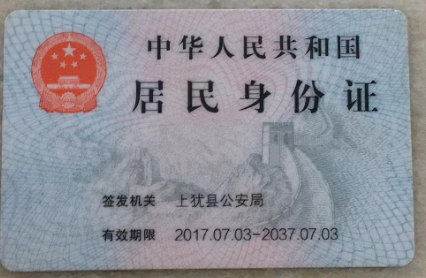 中华人民共和国
居民身份证
签发机关 上犹县公安局
有效期限 2017.07.03-2037.07.03